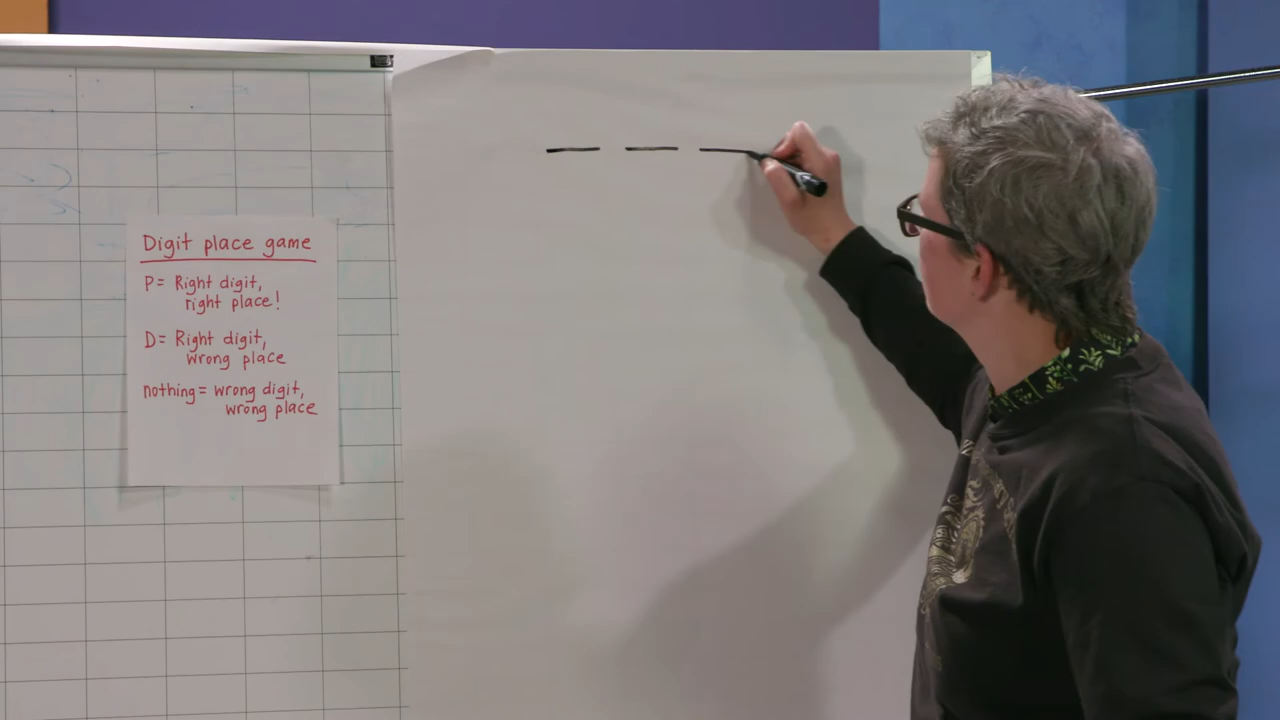 Digit place game
P= Right digit,
right place!
D= Right digit,
wrong place
nothing= wrong digit,
wrong place